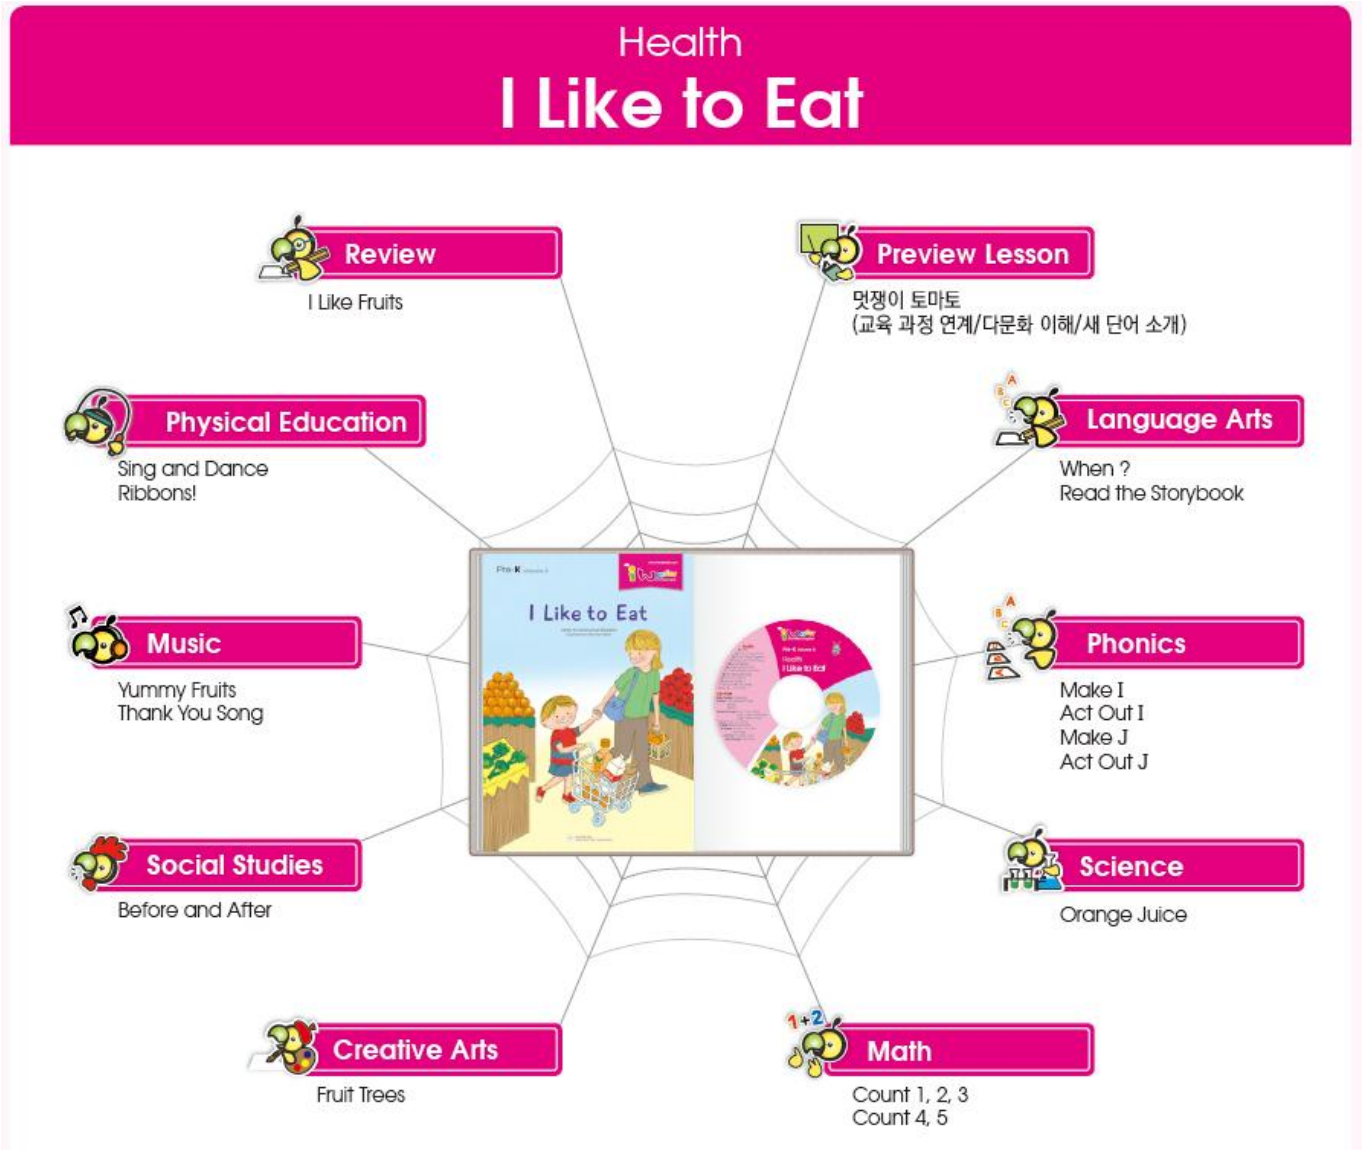 Health
I Like to Eat
Review
I Like Fruits
Preview Lesson
멋쟁이 토마토
(교육 과정 연계/다문화 이해/새 단어 소개)
Physical Education
Sing and Dance
Ribbons!
Language Arts
When ?
Read the Storybook
Music
Yummy Fruits
Thank You Song
Phonics
Make I
Act Out I
Make J
Act Out J
Social Studies
Before and After
Science
Orange Juice
Creative Arts
Fruit Trees
Math
Count 1, 2, 3
Count 4, 5
Pre-K
I Like to Eat
Health
I Like to Eat
A
B
C
A
B
C
1+2